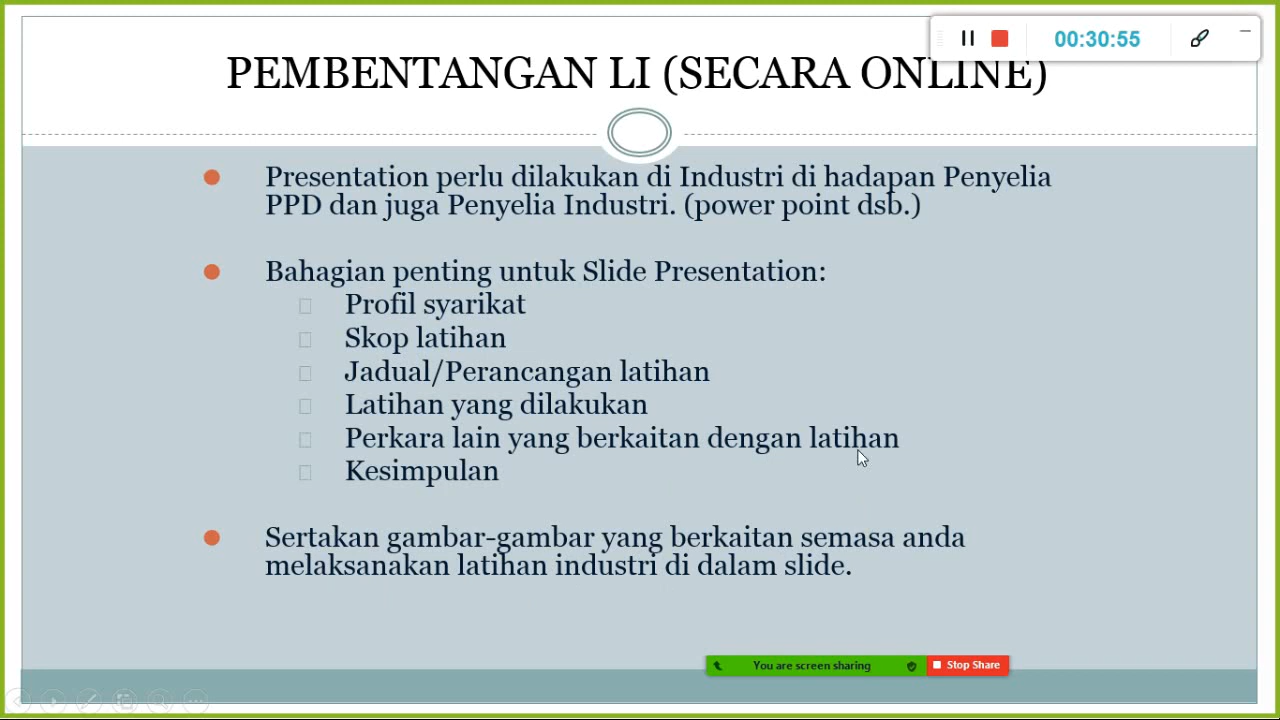 00:30:55
PEMBENTANGAN LI (SECARA ONLINE)
Presentation perlu dilakukan di Industri di hadapan Penyelia
PPD dan juga Penyelia Industri. (power point dsb.)
Bahagian penting untuk Slide Presentation:
Profil syarikat
Skop latihan
Jadual/Perancangan latihan
Latihan yang dilakukan
Perkara lain yang berkaitan dengan latihan
Kesimpulan
Sertakan gambar-gambar yang berkaitan semasa anda
melaksanakan latihan industri di dalam slide.
You are screen sharing
Stop Share